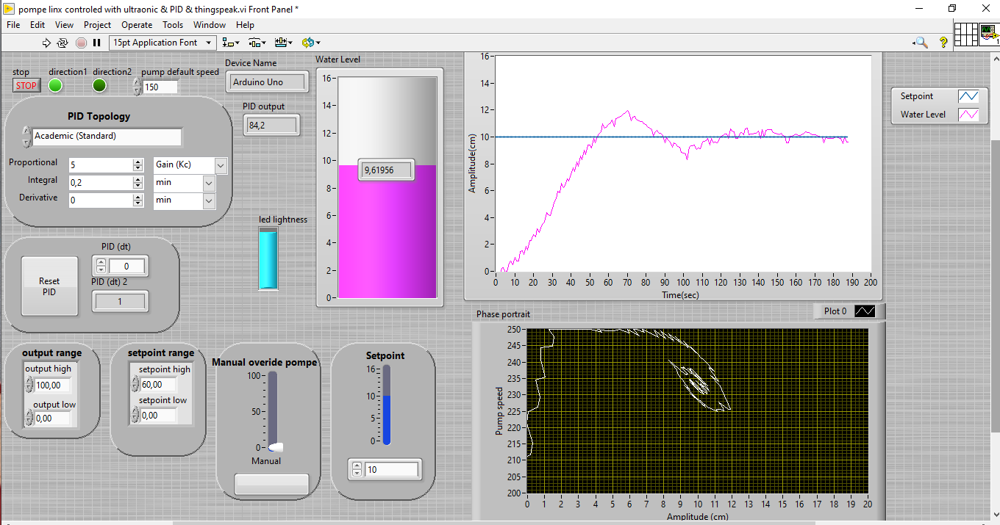 pompe linx controled with ultraonic & PID & thingspeak.vi Front Panel *
File Edit View Project Operate Tools Window Help
15pt Application Font
1
stop
direction1
direction2
pump default speed
STOP
150
Device Name
Arduino Uno
PID output
84,2
PID Topology
Academic (Standard)
Proportional 5 Gain (Kc)
Integral 0,2 min
Derivative 0 min
led lightness
PID (dt)
0
PID (dt) 2
1
Reset
PID
Water Level
16
14
12
10
8
6
4
2
0
9,61956
16
14
12
10
8
6
4
2
0
Amplitude(cm)
0 10 20 30 40 50 60 70 80 90 100 110 120 130 140 150 160 170 180 190 200
Time(sec)
Setpoint
Water Level
output range
output high
100,00
output low
0,00
setpoint range
setpoint high
60,00
setpoint low
0,00
Manual overide pompe
100
50
0
Manual
Setpoint
16
10
5
0
10
Phase portrait
Plot 0
250
245
240
235
230
225
220
215
210
205
200
Pump speed
0 1 2 3 4 5 6 7 8 9 10 11 12 13 14 15 16 17 18 19 20
Amplitude (cm)